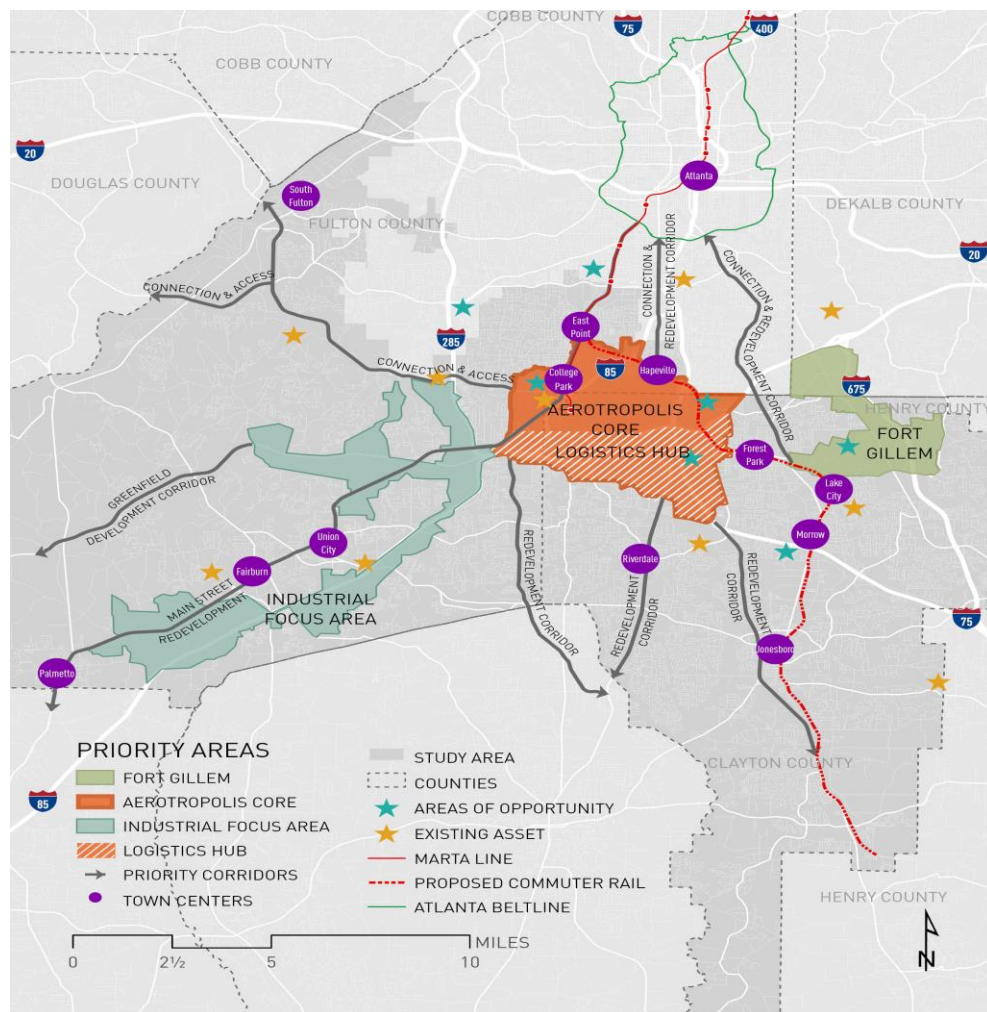 COBB COUNTY
75
400
COBB COUNTY
20
DOUGLAS COUNTY
South
Fulton
FULTON COUNTY
Atlanta
DEKALB COUNTY
20
CONNECTION & ACCESS
CONNECTION &
REDEVELOPMENT CORRIDOR
CONNECTION & REDEVELOPMENT CORRIDOR
East
Point
285
CONNECTION & ACCESS
College
Park
85
Hapeville
675
HENRY COUNTY
AEROTROPOLIS
CORE
LOGISTICS HUB
Forest
Park
FORT
GILLEM
Lake
City
GREENFIELD
DEVELOPMENT CORRIDOR
Union
City
Morrow
Fairburn
Riverdale
MAIN STREET
REDEVELOPMENT
INDUSTRIAL
FOCUS AREA
REDEVELOPMENT CORRIDOR
REDEVELOPMENT
CORRIDOR
REDEVELOPMENT
CORRIDOR
75
Jonesboro
Palmetto
CLAYTON COUNTY
85
HENRY COUNTY
PRIORITY AREAS
FORT GILLEM
AEROTROPOLIS CORE
INDUSTRIAL FOCUS AREA
LOGISTICS HUB
PRIORITY CORRIDORS
TOWN CENTERS
STUDY AREA
COUNTIES
AREAS OF OPPORTUNITY
EXISTING ASSET
MARTA LINE
PROPOSED COMMUTER RAIL
ATLANTA BELTLINE
MILES
0 2½ 5 10
N